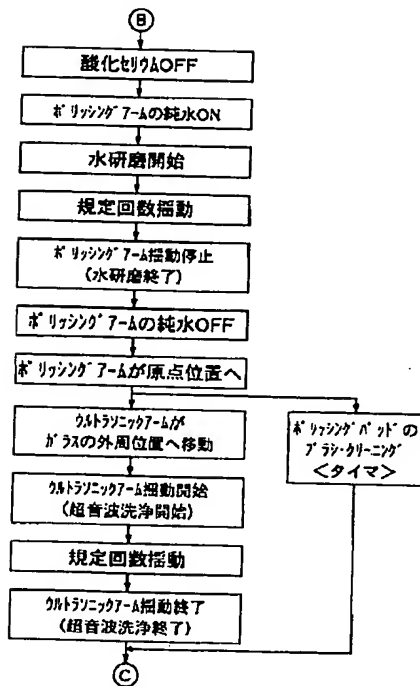 B
酸化セリウムOFF
ポリッシングアームの純水ON
水研磨開始
規定回数揺動
ポリッシングアーム揺動停止
(水研磨終了)
ポリッシングアームの純水OFF
ポリッシングアームが原点位置へ
ウルトラソニックアームが
ガラスの外周位置へ移動
ポリッシングパッドの
ブラシ・クリーニング
<タイマ>
ウルトラソニックアーム揺動開始
(超音波洗浄開始)
規定回数揺動
ウルトラソニックアーム揺動終了
(超音波洗浄終了)
C